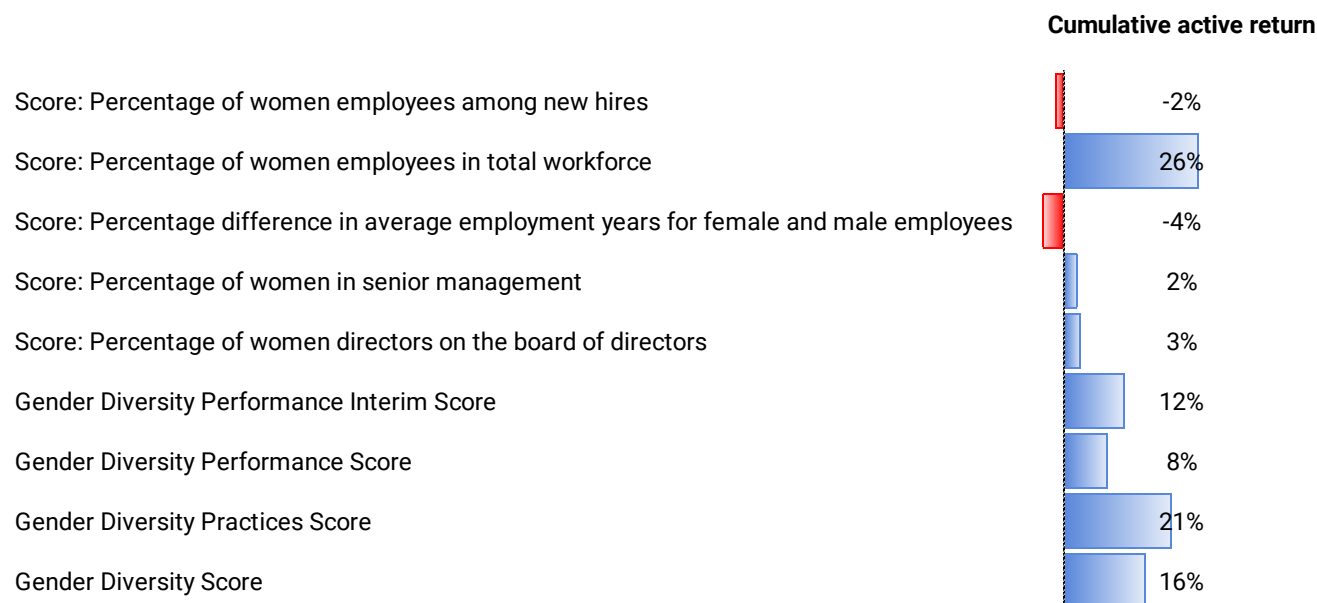 Cumulative active return
Score: Percentage of women employees among new hires -2%
Score: Percentage of women employees in total workforce 26%
Score: Percentage difference in average employment years for female and male employees -4%
Score: Percentage of women in senior management 2%
Score: Percentage of women directors on the board of directors 3%
Gender Diversity Performance Interim Score 12%
Gender Diversity Performance Score 8%
Gender Diversity Practices Score 21%
Gender Diversity Score 16%